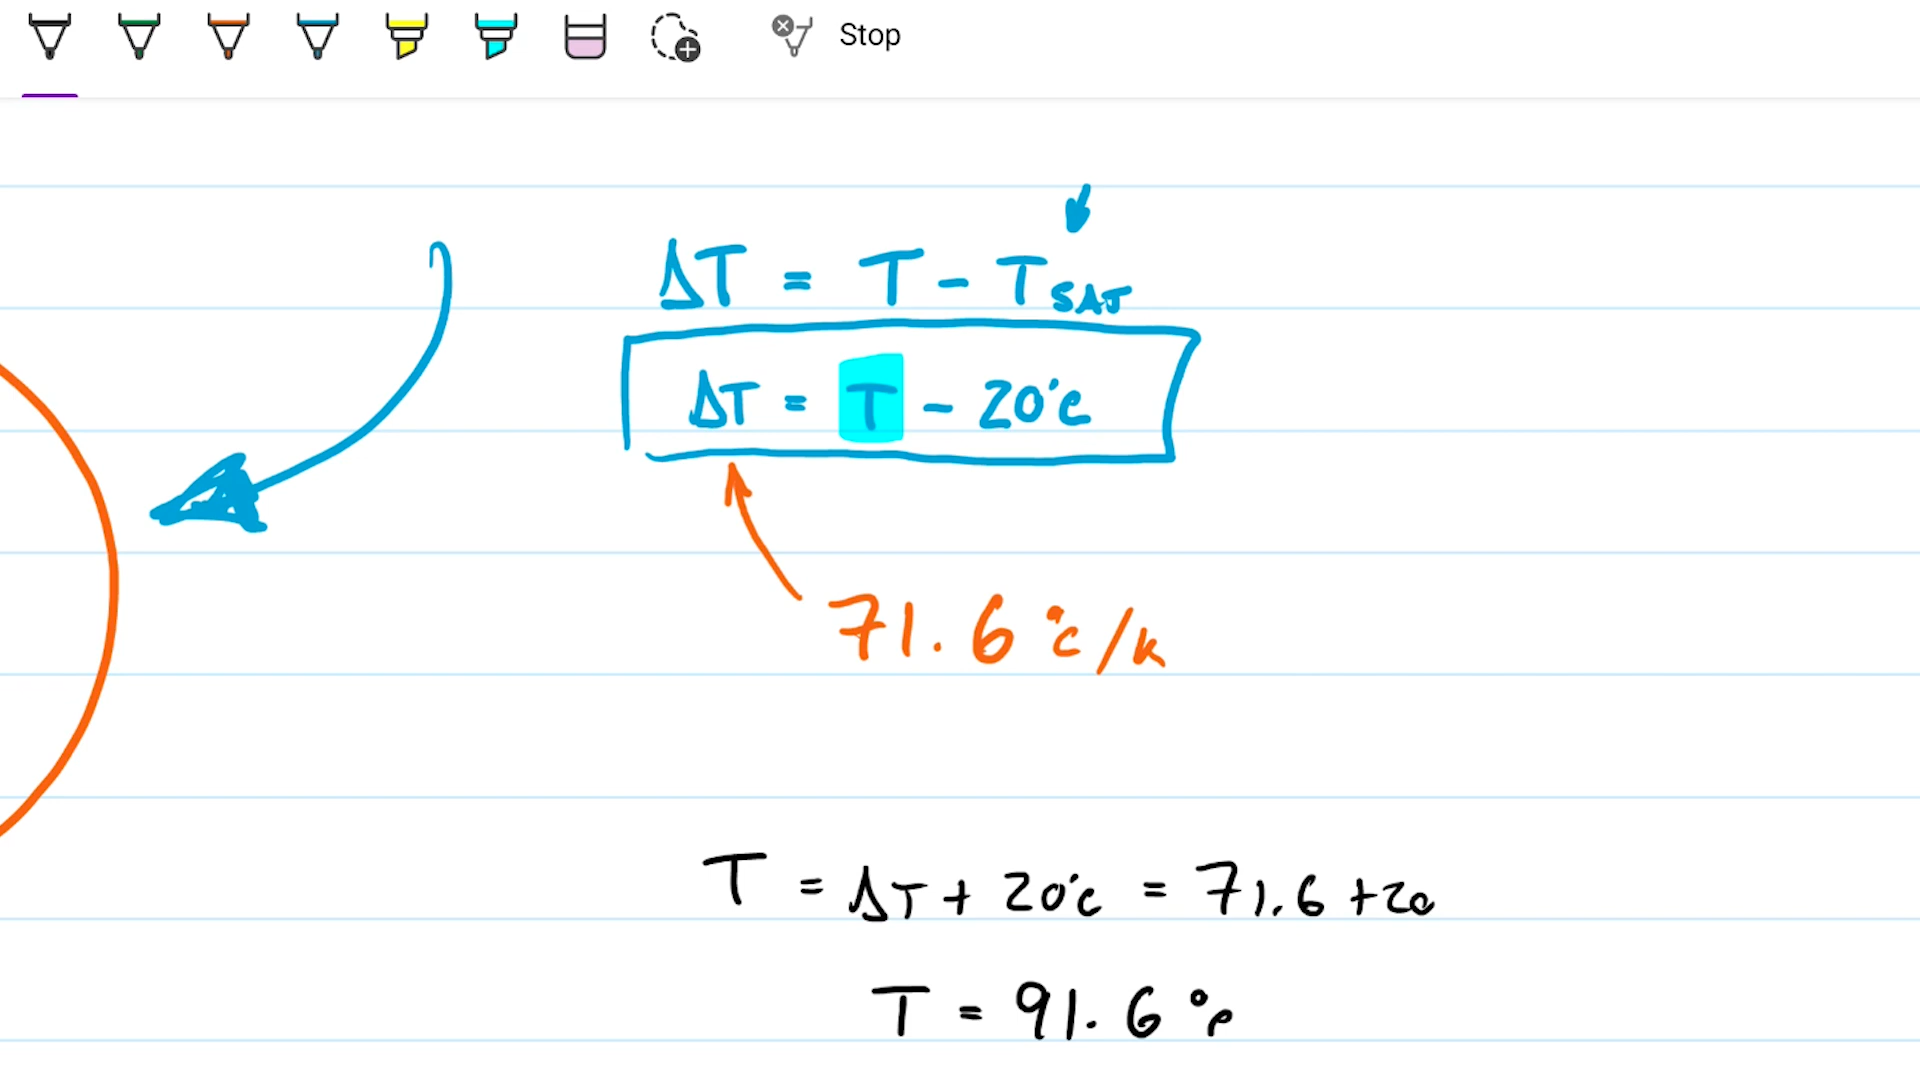 Stop
ΔT = T - TSAT
ΔT = T - 20°C
71.6 °C/K
T = ΔT + 20°C = 71.6 + 20
T = 91.6 °C